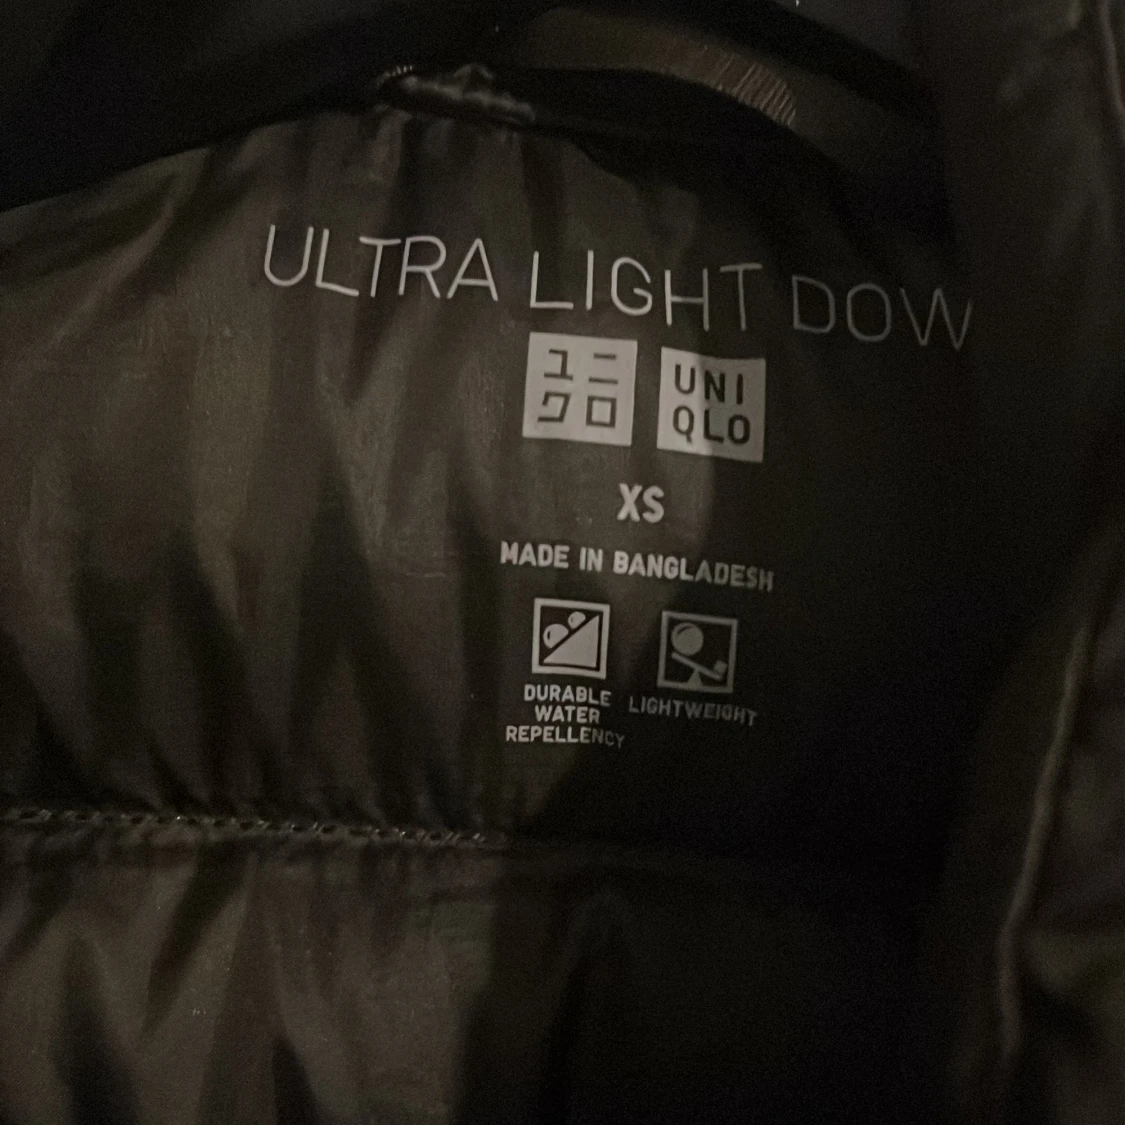 ULTRA LIGHT DOW
ユニ
クロ
UNI
QLO
XS
MADE IN BANGLADESH
DURABLE
WATER
REPELLENCY
LIGHTWEIGHT